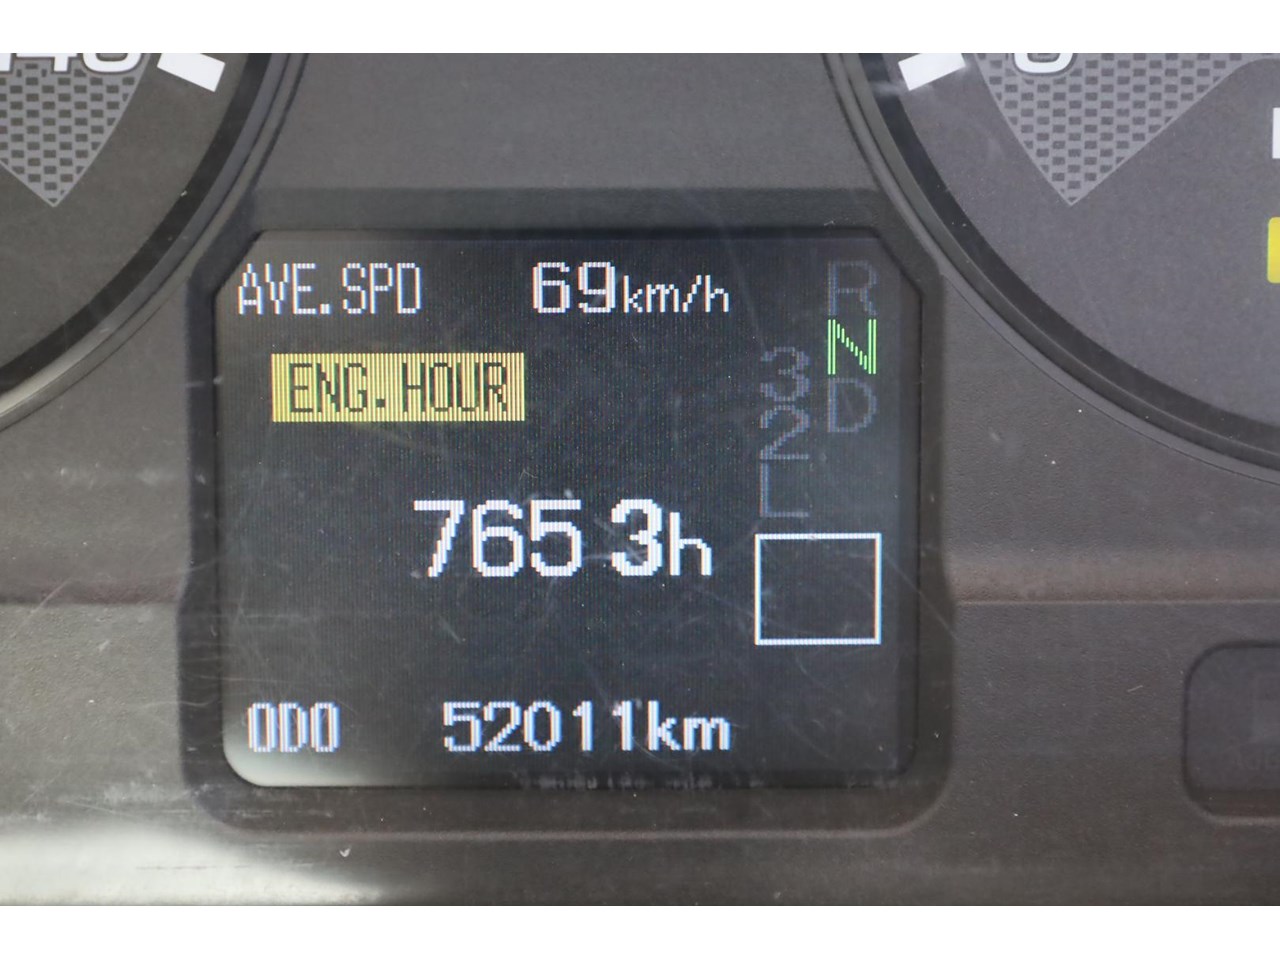 AVE.SPD 69km/h
R
N
ENG.HOUR
3
D
2
L
765 3h
ODO 52011km